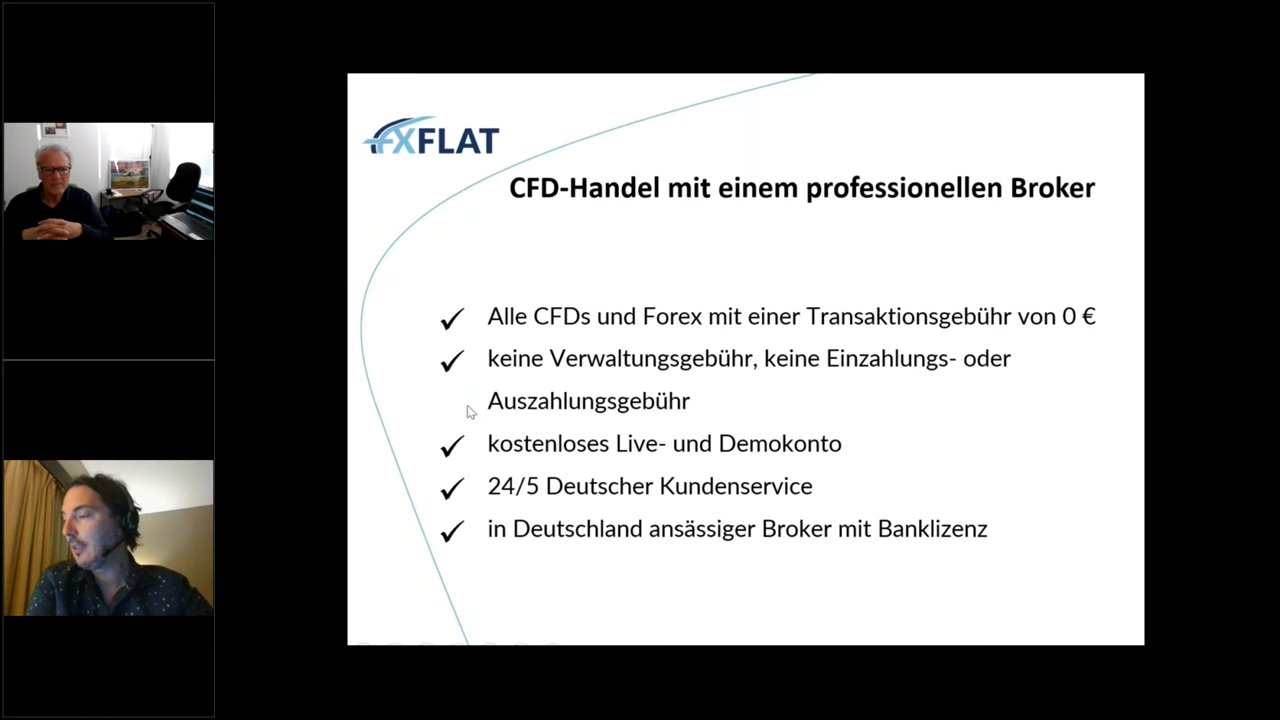 FXFLAT
CFD-Handel mit einem professionellen Broker
Alle CFDs und Forex mit einer Transaktionsgebühr von 0 €
keine Verwaltungsgebühr, keine Einzahlungs- oder
Auszahlungsgebühr
kostenloses Live- und Demokonto
24/5 Deutscher Kundenservice
in Deutschland ansässiger Broker mit Banklizenz